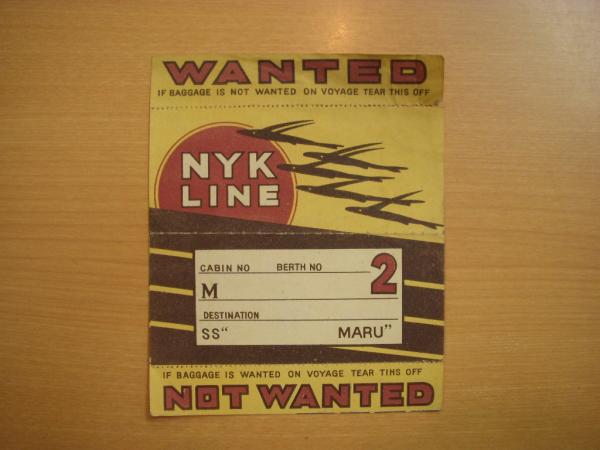 WANTED
IF BAGGAGE IS NOT WANTED ON VOYAGE TEAR THIS OFF
NYK
LINE
CABIN NO BERTH NO 2
M
DESTINATION
SS“ MARU”
IF BAGGAGE IS WANTED ON VOYAGE TEAR TIHS OFF
NOT WANTED